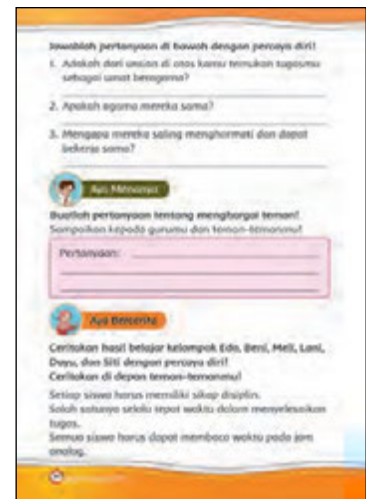 Jawablah pertanyaan di bawah dengan percaya diri!
1. Adakah dari uraian di atas kamu temukan tugasmu
sebagai umat beragama?
2. Apakah agama mereka sama?
3. Mengapa mereka saling menghormati dan dapat
bekerja sama?
Ayo Menanya
Buatlah pertanyaan tentang menghargai teman!
Sampaikan kepada gurumu dan teman-temanmu!
Pertanyaan:
Ayo Bercerita
Ceritakan hasil belajar kelompok Edo, Beni, Meli, Lani,
Dayu, dan Siti dengan percaya diri!
Ceritakan di depan teman-temanmu!
Setiap siswa harus memiliki sikap disiplin.
Salah satunya selalu tepat waktu dalam menyelesaikan
tugas.
Semua siswa harus dapat membaca waktu pada jam
analog.